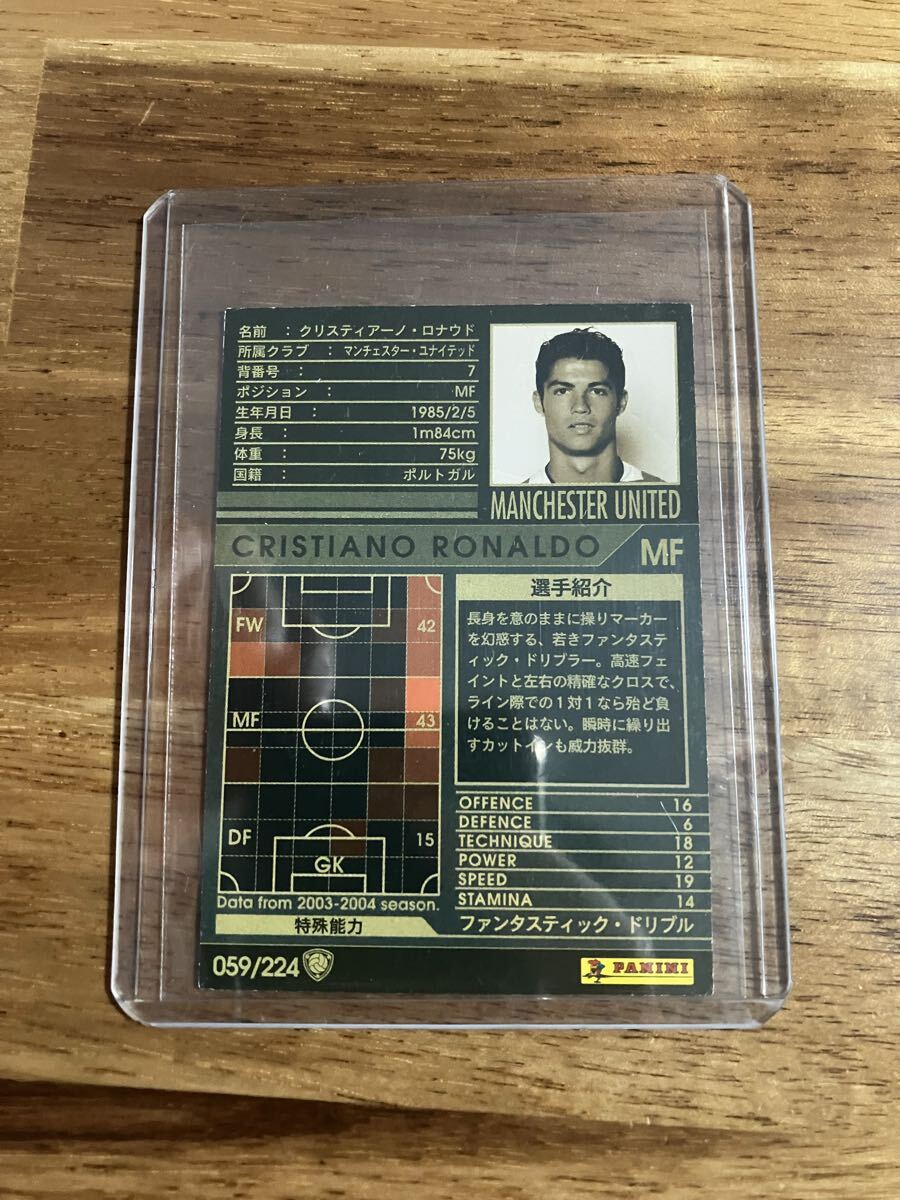 名前 : クリスティアーノ・ロナウド
所属クラブ : マンチェスター・ユナイテッド
背番号 : 7
ポジション : MF
生年月日 : 1985/2/5
身長 : 1m84cm
体重 : 75kg
国籍 : ポルトガル
MANCHESTER UNITED
CRISTIANO RONALDO MF
FW 42
MF 43
DF 15
GK
Data from 2003-2004 season.
選手紹介
長身を意のままに操りマーカー
を幻惑する、若きファンタステ
ィック・ドリブラー。高速フェ
イントと左右の精確なクロスで、
ライン際での1対1なら殆ど負
けることはない。瞬時に繰り出
すカットインも威力抜群。
OFFENCE 16
DEFENCE 6
TECHNIQUE 18
POWER 12
SPEED 19
STAMINA 14
特殊能力 ファンタスティック・ドリブル
059/224 PANINI